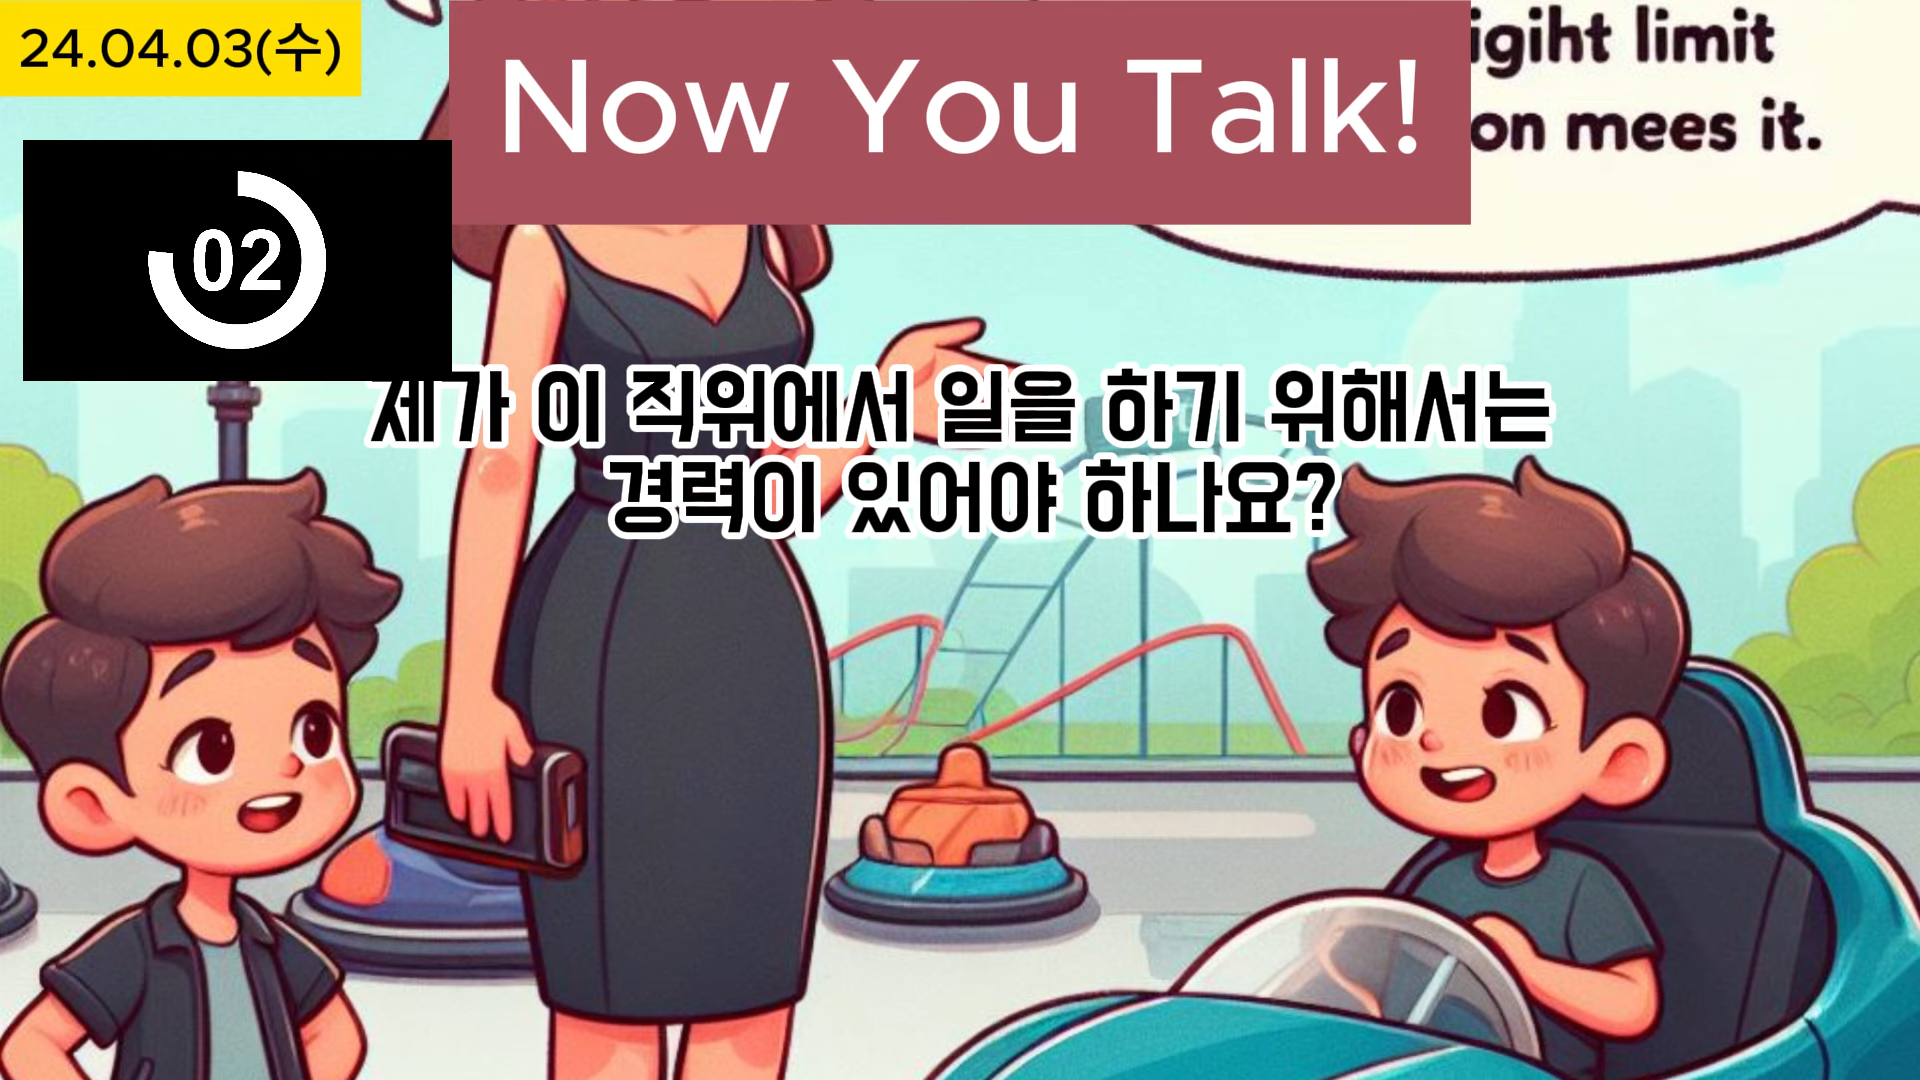 24.04.03(수)
Now You Talk!
igiht limit
on mees it.
02
제가 이 직위에서 일을 하기 위해서는
경력이 있어야 하나요?